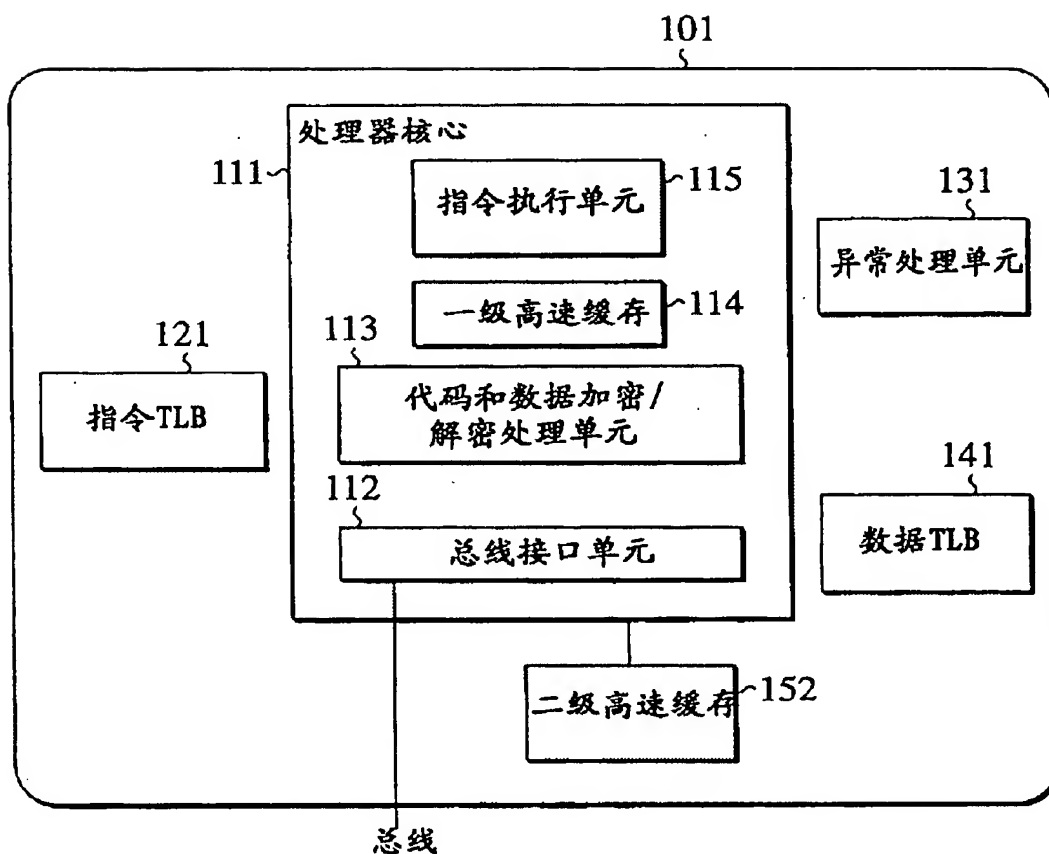 101
处理器核心
111
指令执行单元
115
131
异常处理单元
一级高速缓存
114
113
121
代码和数据加密/
解密处理单元
指令TLB
141
112
数据TLB
总线接口单元
二级高速缓存
152
总线